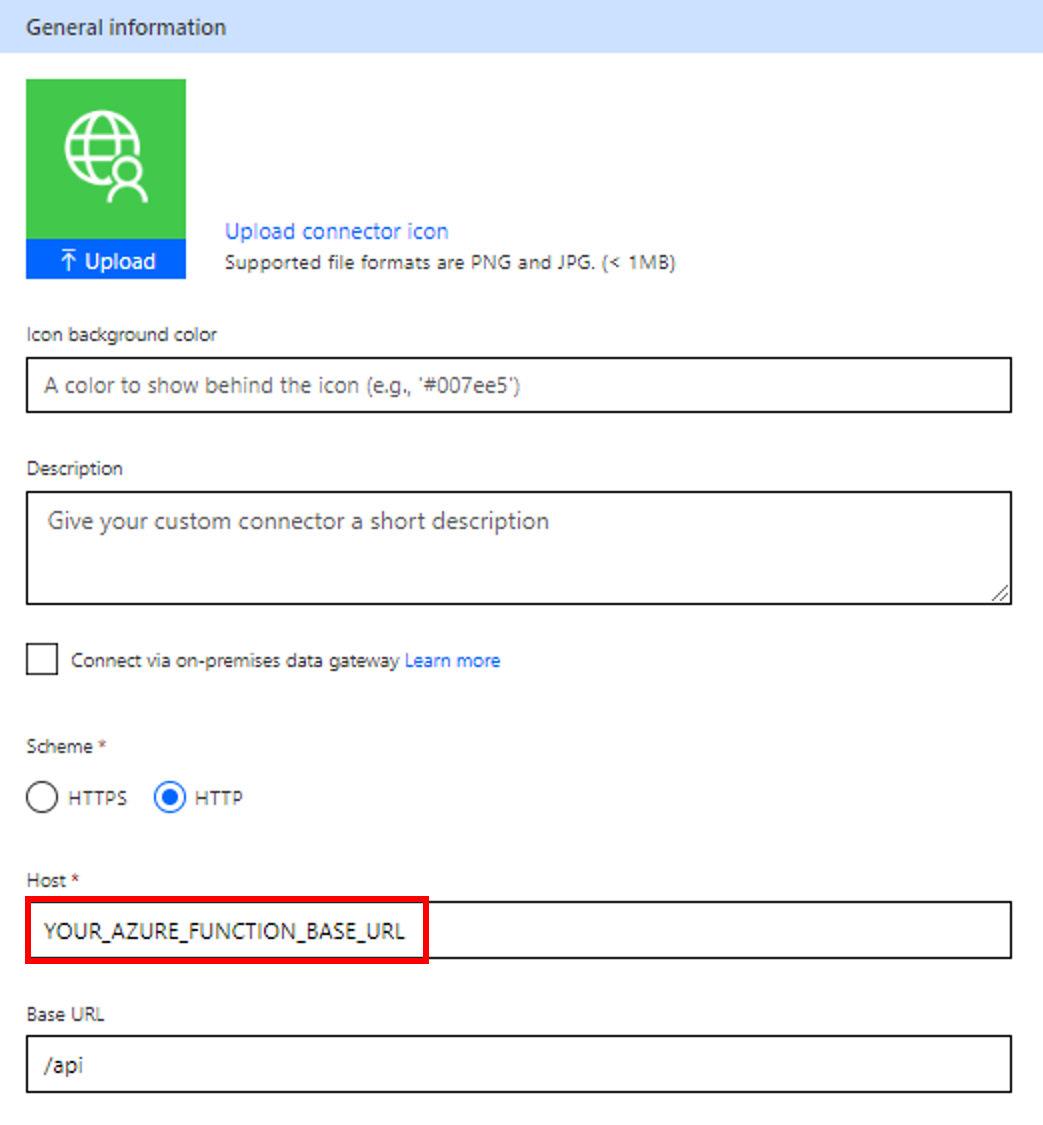 General information
Upload
Upload connector icon
Supported file formats are PNG and JPG. (< 1MB)
Icon background color
A color to show behind the icon (e.g., '#007ee5')
Description
Give your custom connector a short description
Connect via on-premises data gateway Learn more
Scheme *
HTTPS HTTP
Host *
YOUR_AZURE_FUNCTION_BASE_URL
Base URL
/api